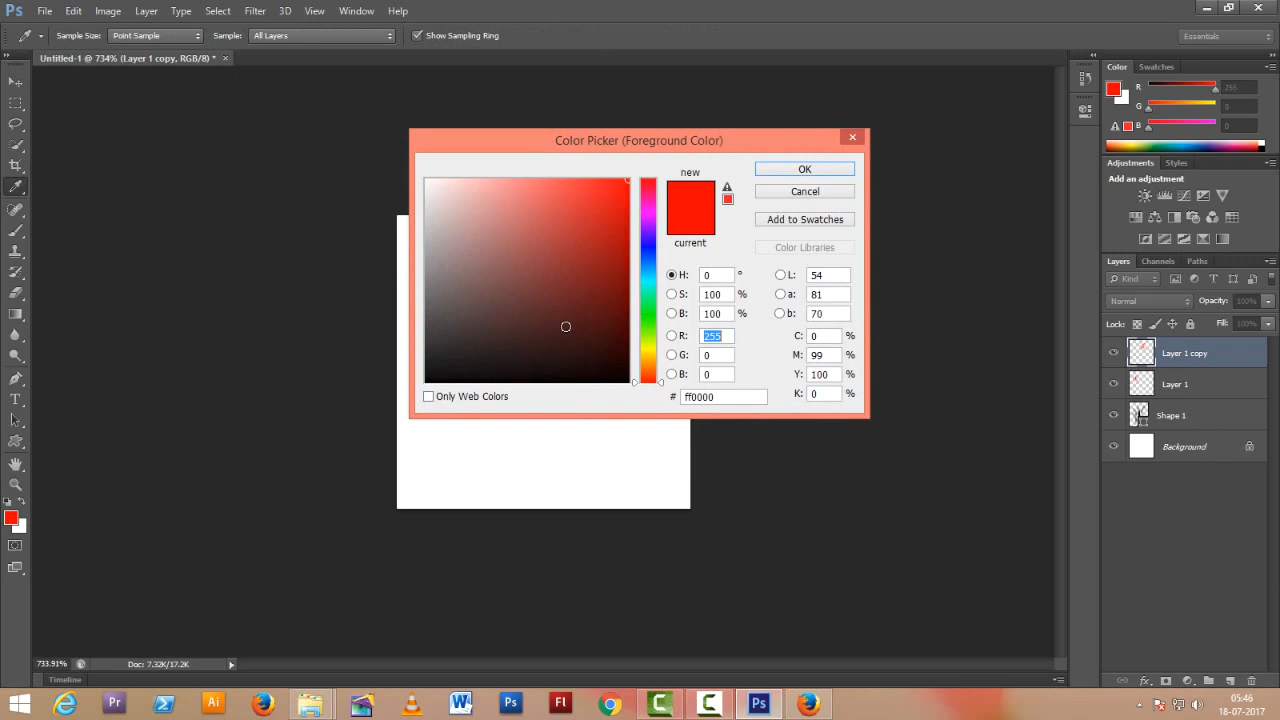 Ps File Edit Image Layer Type Select Filter 3D View Window Help
Sample Size: Point Sample Sample: All Layers Show Sampling Ring Essentials
Untitled-1 @ 734% (Layer 1 copy, RGB/8) * x
Color Swatches
R 255
G 0
B 0
Color Picker (Foreground Color)
new
current
OK
Cancel
Add to Swatches
Color Libraries
H: 0 °
S: 100 %
B: 100 %
R: 255
G: 0
B: 0
# ff0000
L: 54
a: 81
b: 70
C: 0 %
M: 99 %
Y: 100 %
K: 0 %
Only Web Colors
Adjustments Styles
Add an adjustment
Layers Channels Paths
Kind
Normal Opacity: 100%
Lock: Fill: 100%
Layer 1 copy
Layer 1
Shape 1
Background
733.91% Doc: 7.32K/17.2K
Timeline
Pr Ai W Ps Fl C C Ps
05:46
18-07-2017